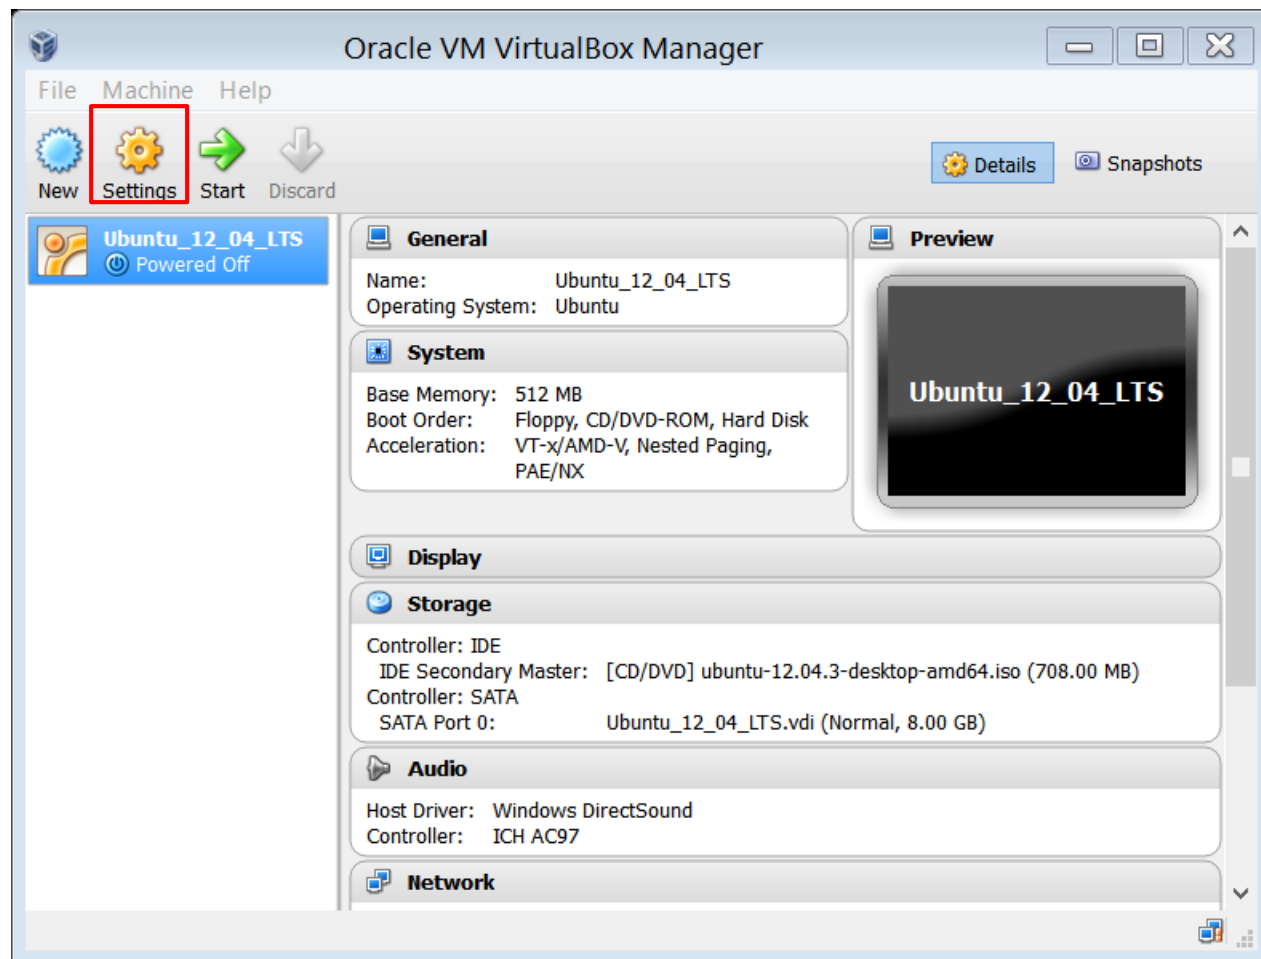 Oracle VM VirtualBox Manager
File Machine Help
New Settings Start Discard
Details Snapshots
Ubuntu_12_04_LTS
Powered Off
General
Name: Ubuntu_12_04_LTS
Operating System: Ubuntu
System
Base Memory: 512 MB
Boot Order: Floppy, CD/DVD-ROM, Hard Disk
Acceleration: VT-x/AMD-V, Nested Paging,
PAE/NX
Preview
Ubuntu_12_04_LTS
Display
Storage
Controller: IDE
IDE Secondary Master: [CD/DVD] ubuntu-12.04.3-desktop-amd64.iso (708.00 MB)
Controller: SATA
SATA Port 0: Ubuntu_12_04_LTS.vdi (Normal, 8.00 GB)
Audio
Host Driver: Windows DirectSound
Controller: ICH AC97
Network